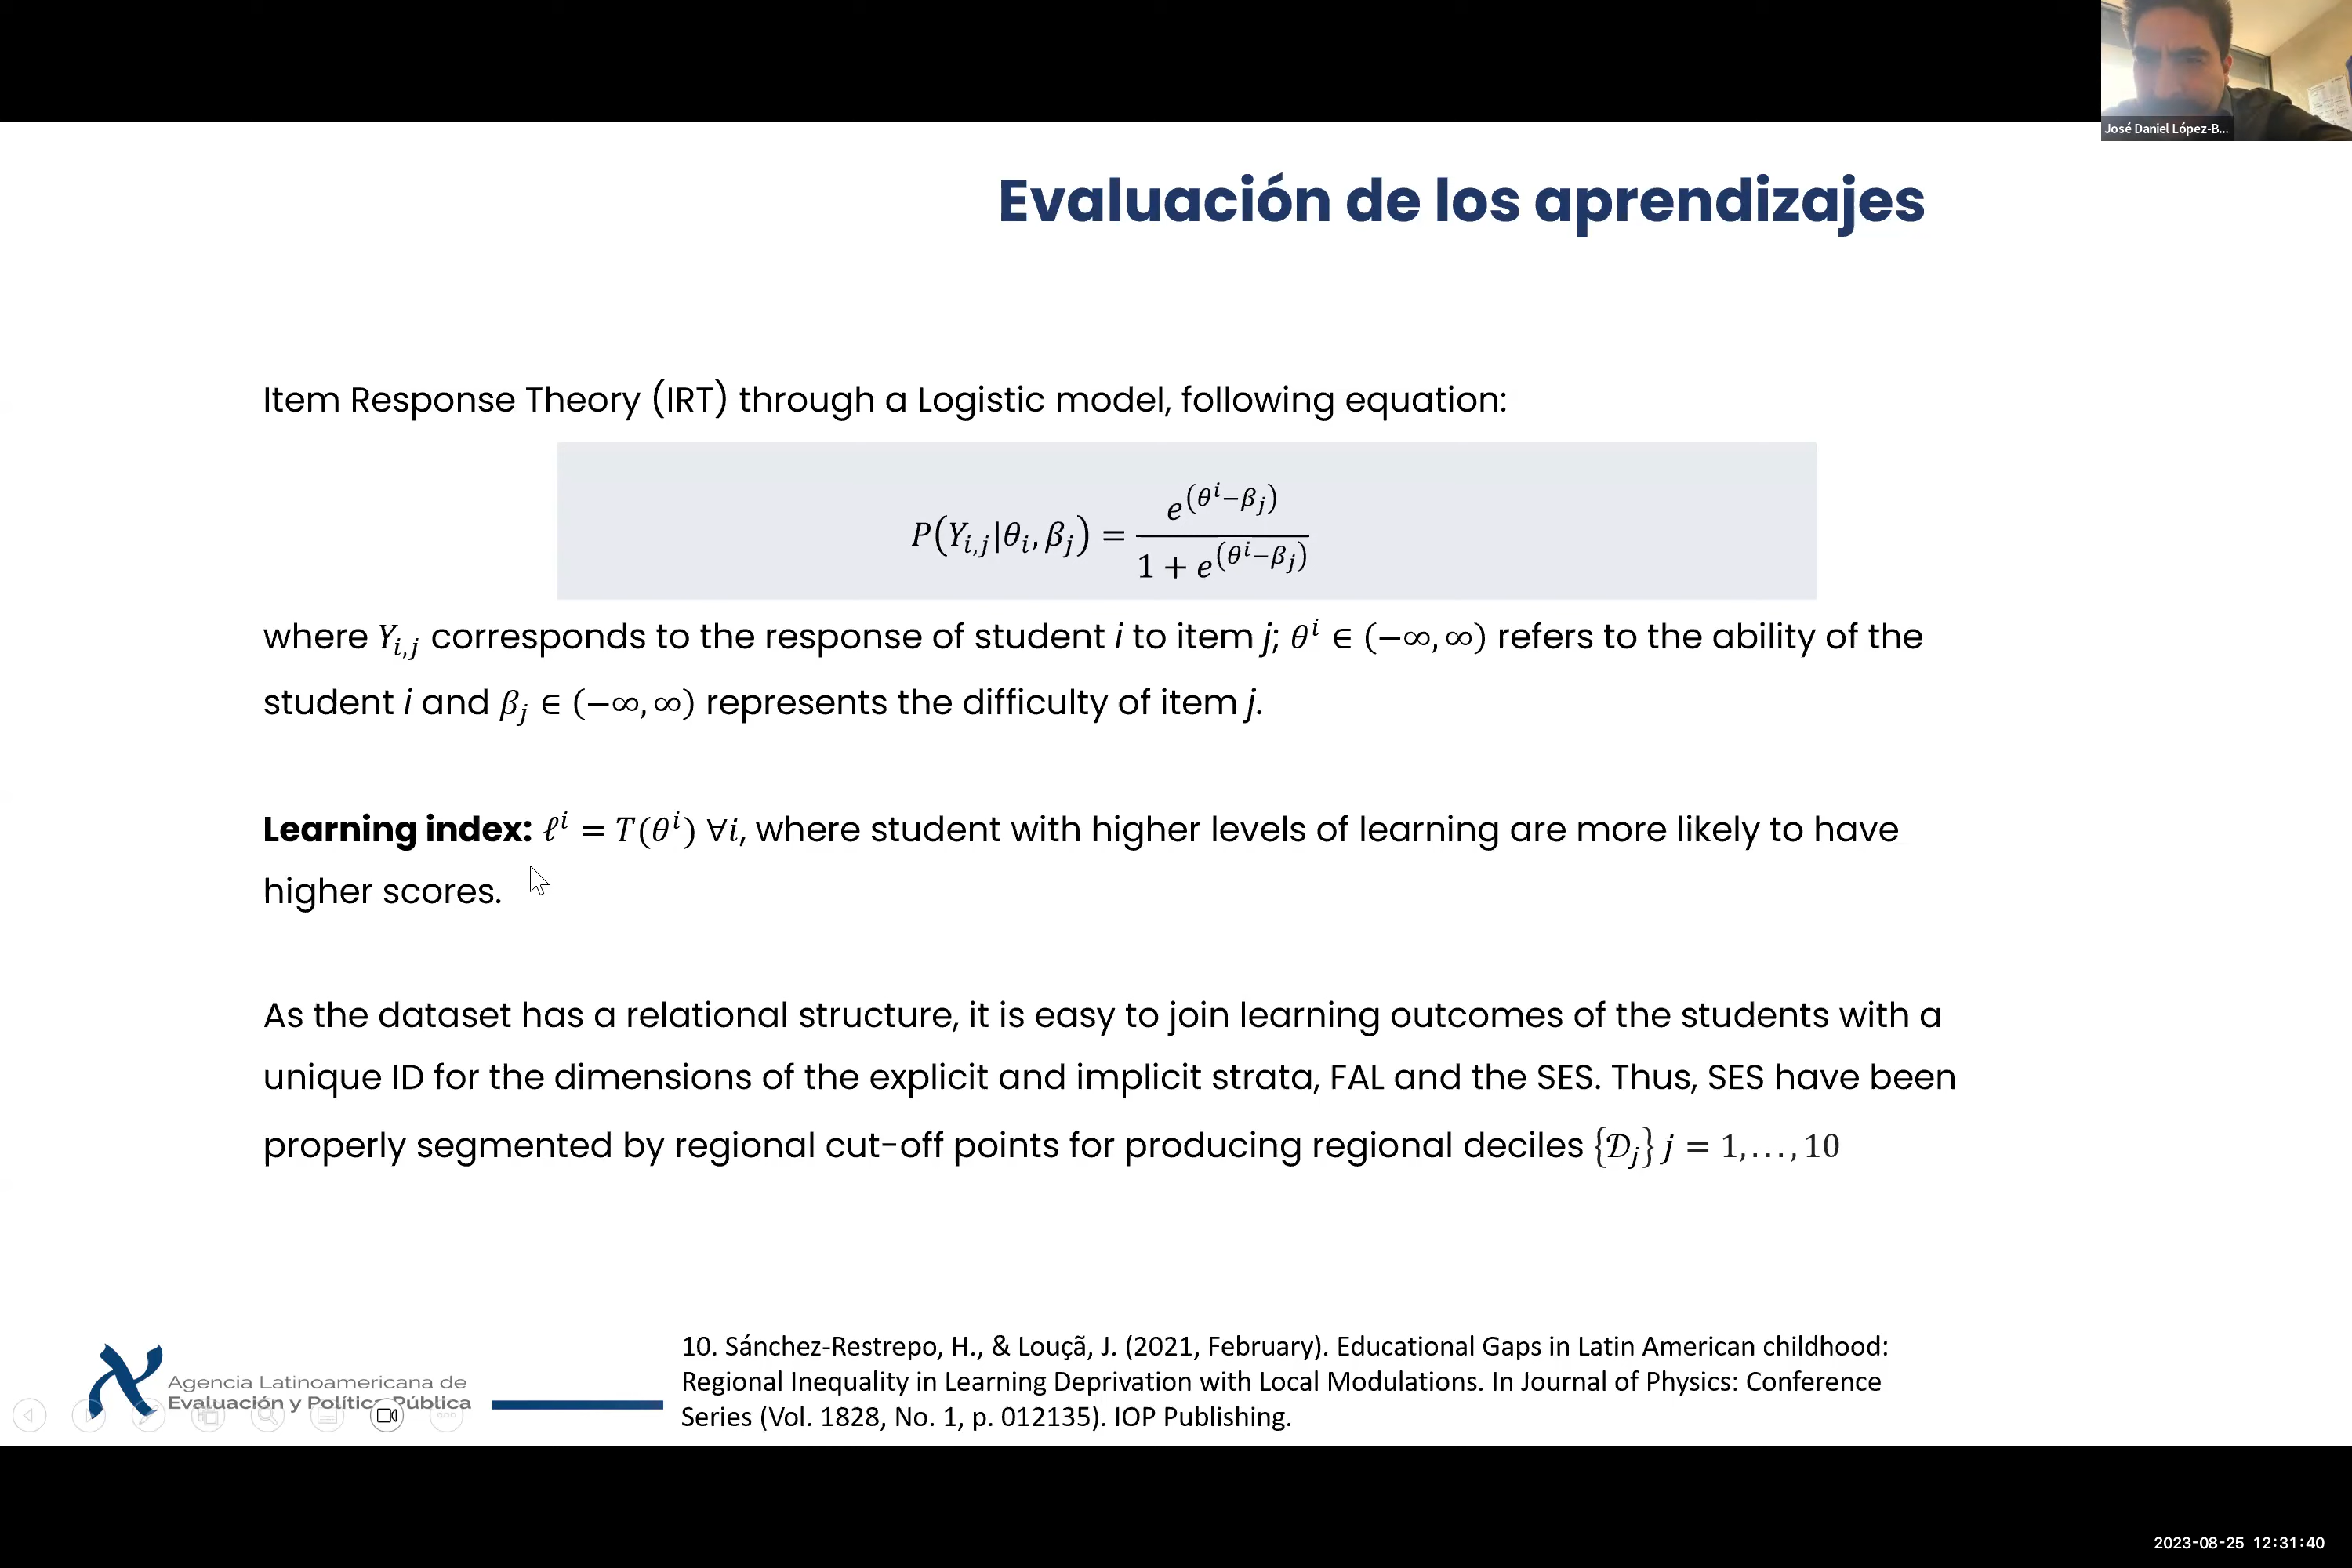 José Daniel López-B...
Evaluación de los aprendizajes
Item Response Theory (IRT) through a Logistic model, following equation:
P(Y_{i,j}|θ_i, β_j) = e^{(θ^i−β_j)} / (1 + e^{(θ^i−β_j)})
where Y_{i,j} corresponds to the response of student i to item j; θ^i ∈ (−∞, ∞) refers to the ability of the
student i and β_j ∈ (−∞, ∞) represents the difficulty of item j.
Learning index: ℓ^i = T(θ^i) ∀i, where student with higher levels of learning are more likely to have
higher scores.
As the dataset has a relational structure, it is easy to join learning outcomes of the students with a
unique ID for the dimensions of the explicit and implicit strata, FAL and the SES. Thus, SES have been
properly segmented by regional cut-off points for producing regional deciles {𝒟_j} j = 1,...,10
Agencia Latinoamericana de
Evaluación y Política Pública
10. Sánchez-Restrepo, H., & Louçã, J. (2021, February). Educational Gaps in Latin American childhood:
Regional Inequality in Learning Deprivation with Local Modulations. In Journal of Physics: Conference
Series (Vol. 1828, No. 1, p. 012135). IOP Publishing.
2023-08-25 12:31:40